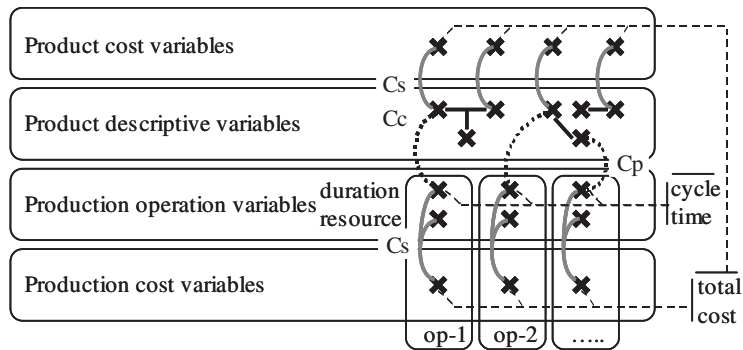 Product cost variables
Cs
Product descriptive variables
Cc
Cp
Production operation variables
duration
resource
cycle
time
Cs
Production cost variables
total
cost
op-1
op-2
.....